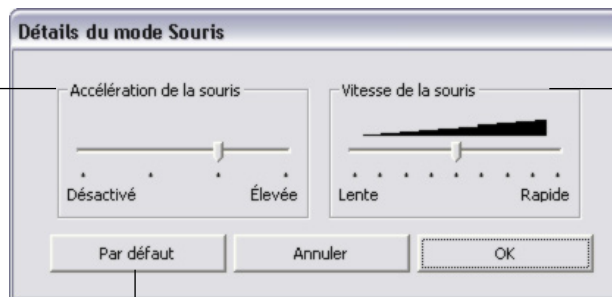 Détails du mode Souris
Accélération de la souris
Vitesse de la souris
Désactivé Élevée
Lente Rapide
Par défaut Annuler OK